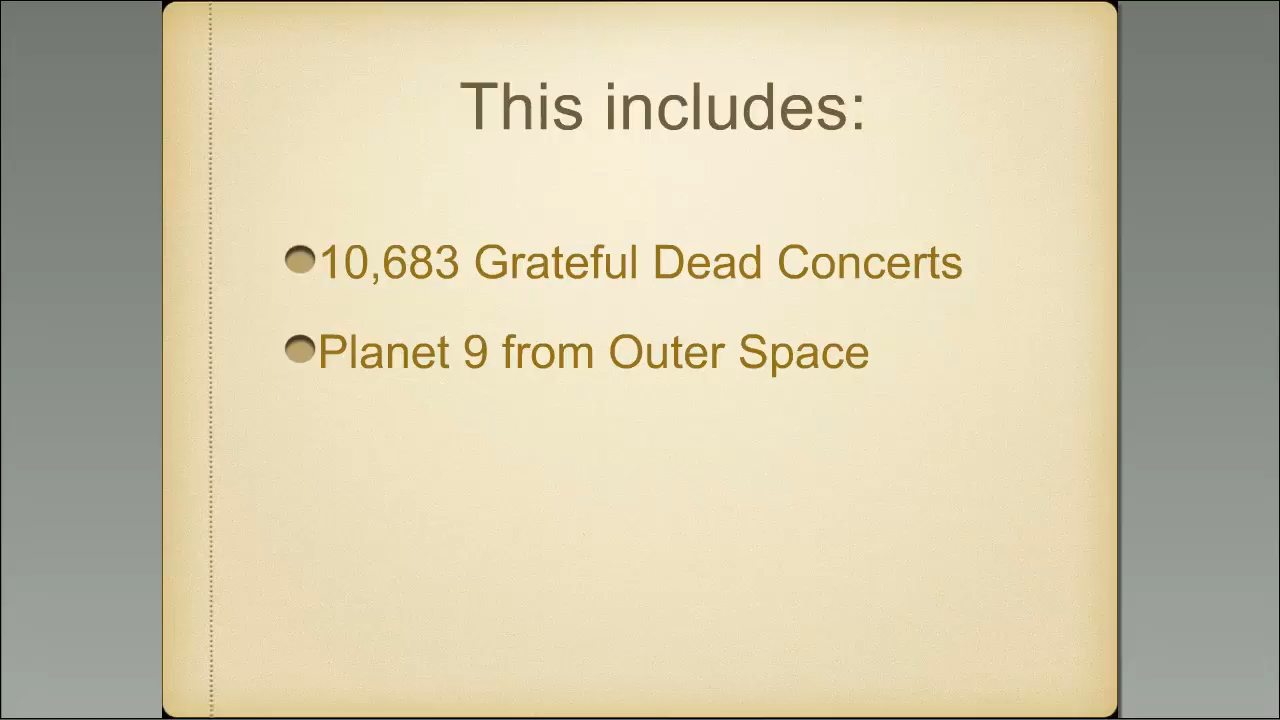 This includes:
10,683 Grateful Dead Concerts
Planet 9 from Outer Space